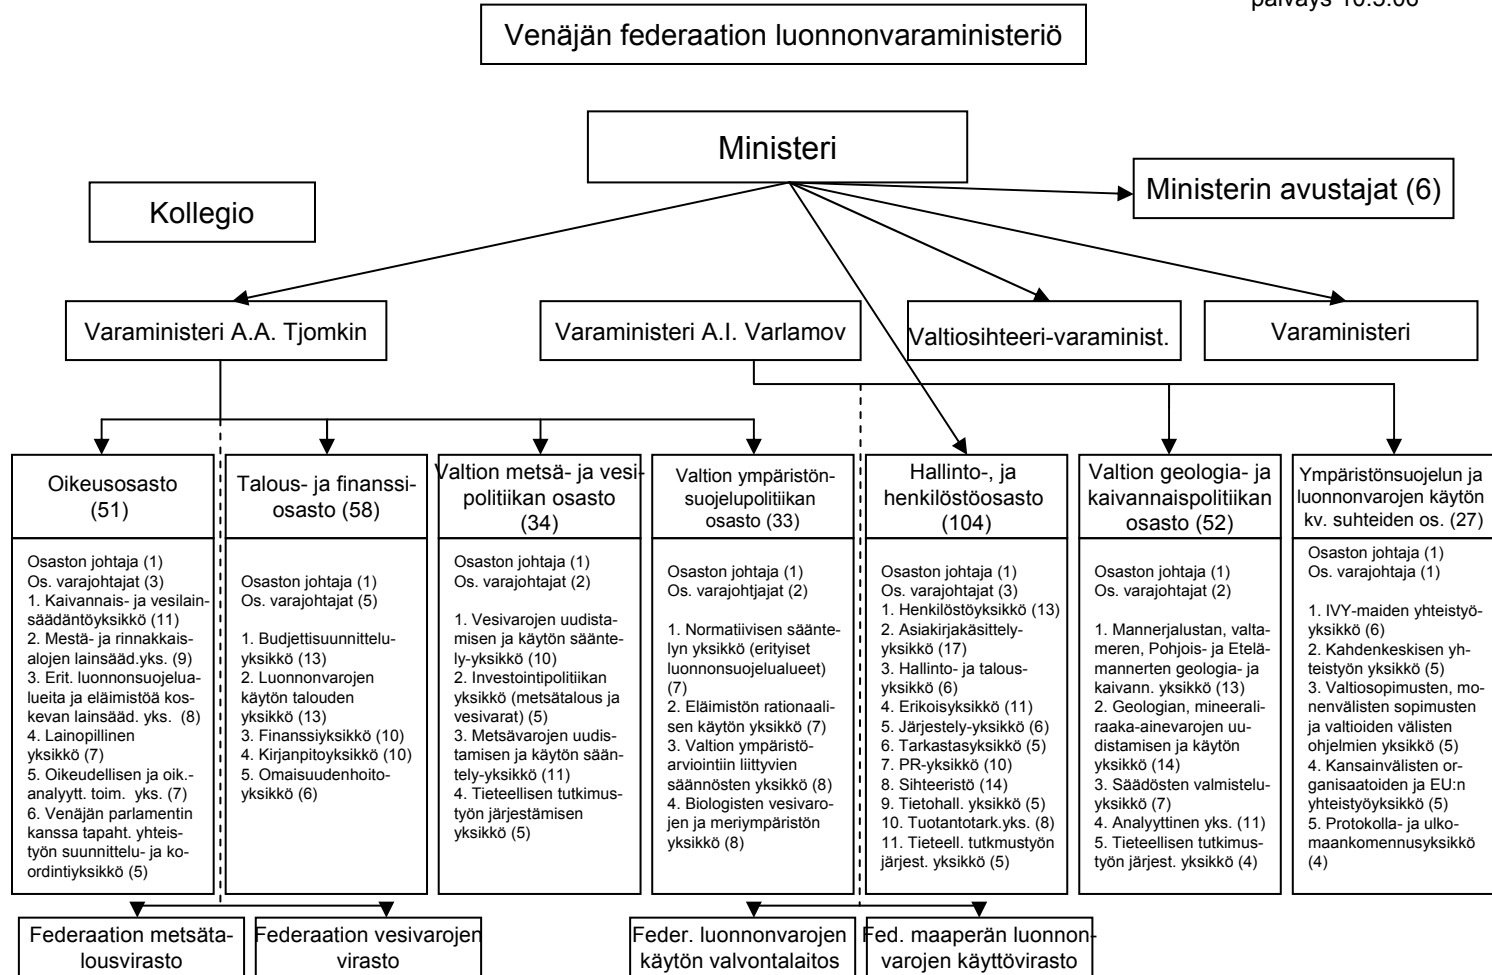 päiväys 10.5.06
Venäjän federaation luonnonvaraministeriö
Ministeri
Ministerin avustajat (6)
Kollegio
Varaministeri A.A. Tjomkin
Varaministeri A.I. Varlamov
Valtiosihteeri-varaminist.
Varaministeri
Oikeusosasto
(51)
Osaston johtaja (1)
Os. varajohtajat (3)
1. Kaivannais- ja vesilain-
säädäntöyksikkö (11)
2. Mestä- ja rinnakkais-
alojen lainsääd.yks. (9)
3. Erit. luonnonsuojelua-
lueita ja eläimistöä kos-
kevan lainsääd. yks. (8)
4. Lainopillinen
yksikkö (7)
5. Oikeudellisen ja oik.-
analyytt. toim. yks. (7)
6. Venäjän parlamentin
kanssa tapaht. yhteis-
työn suunnittelu- ja ko-
ordintiyksikkö (5)
Talous- ja finanssi-
osasto (58)
Osaston johtaja (1)
Os. varajohtajat (5)
1. Budjettisuunnittelu-
yksikkö (13)
2. Luonnonvarojen
käytön talouden
yksikkö (13)
3. Finanssiyksikkö (10)
4. Kirjanpitoyksikkö (10)
5. Omaisuudenhoito-
yksikkö (6)
Valtion metsä- ja vesi-
politiikan osasto
(34)
Osaston johtaja (1)
Os. varajohtajat (2)
1. Vesivarojen uudista-
misen ja käytön säänte-
ly-yksikkö (10)
2. Investointipolitiikan
yksikkö (metsätalous ja
vesivarat) (5)
3. Metsävarojen uudis-
tamisen ja käytön sään-
tely-yksikkö (11)
4. Tieteellisen tutkimus-
työn järjestämisen
yksikkö (5)
Valtion ympäristön-
suojelupolitiikan
osasto (33)
Osaston johtaja (1)
Os. varajohtjajat (2)
1. Normatiivisen säänte-
lyn yksikkö (erityiset
luonnonsuojelualueet)
(7)
2. Eläimistön rationaali-
sen käytön yksikkö (7)
3. Valtion ympäristö-
arviointiin liittyvien
säännösten yksikkö (8)
4. Biologisten vesivaro-
jen ja meriympäristön
yksikkö (8)
Hallinto-, ja
henkilöstöosasto
(104)
Osaston johtaja (1)
Os. varajohtajat (3)
1. Henkilöstöyksikkö (13)
2. Asiakirjakäsittely-
yksikkö (17)
3. Hallinto- ja talous-
yksikkö (6)
4. Erikoisyksikkö (11)
5. Järjestely-yksikkö (6)
6. Tarkastasyksikkö (5)
7. PR-yksikkö (10)
8. Sihteeristö (14)
9. Tietohall. yksikkö (5)
10. Tuotantotark.yks. (8)
11. Tieteell. tutkmustyön
järjest. yksikkö (5)
Valtion geologia- ja
kaivannaispolitiikan
osasto (52)
Osaston johtaja (1)
Os. varajohtajat (2)
1. Mannerjalustan, valta-
meren, Pohjois- ja Etelä-
mannerten geologia- ja
kaivann. yksikkö (13)
2. Geologian, mineerali-
raaka-ainevarojen uu-
distamisen ja käytön
yksikkö (14)
3. Säädösten valmistelu-
yksikkö (7)
4. Analyyttinen yks. (11)
5. Tieteellisen tutkimus-
työn järjest. yksikkö (4)
Ympäristönsuojelun ja
luonnonvarojen käytön
kv. suhteiden os. (27)
Osaston johtaja (1)
Os. varajohtaja (1)
1. IVY-maiden yhteistyö-
yksikkö (6)
2. Kahdenkeskisen yh-
teistyön yksikkö (5)
3. Valtiosopimusten, mo-
nenvälisten sopimusten
ja valtioiden välisten
ohjelmien yksikkö (5)
4. Kansainvälisten or-
ganisaatoiden ja EU:n
yhteistyöyksikkö (5)
5. Protokolla- ja ulko-
maankomennusyksikkö
(4)
Federaation metsäta-
lousvirasto
Federaation vesivarojen
virasto
Feder. luonnonvarojen
käytön valvontalaitos
Fed. maaperän luonnon-
varojen käyttövirasto